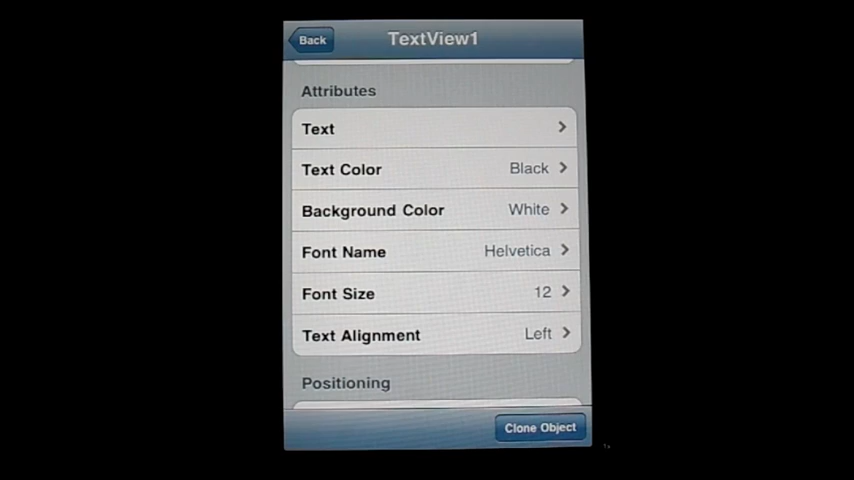 Back
TextView1
Attributes
Text
Text Color Black
Background Color White
Font Name Helvetica
Font Size 12
Text Alignment Left
Positioning
Clone Object